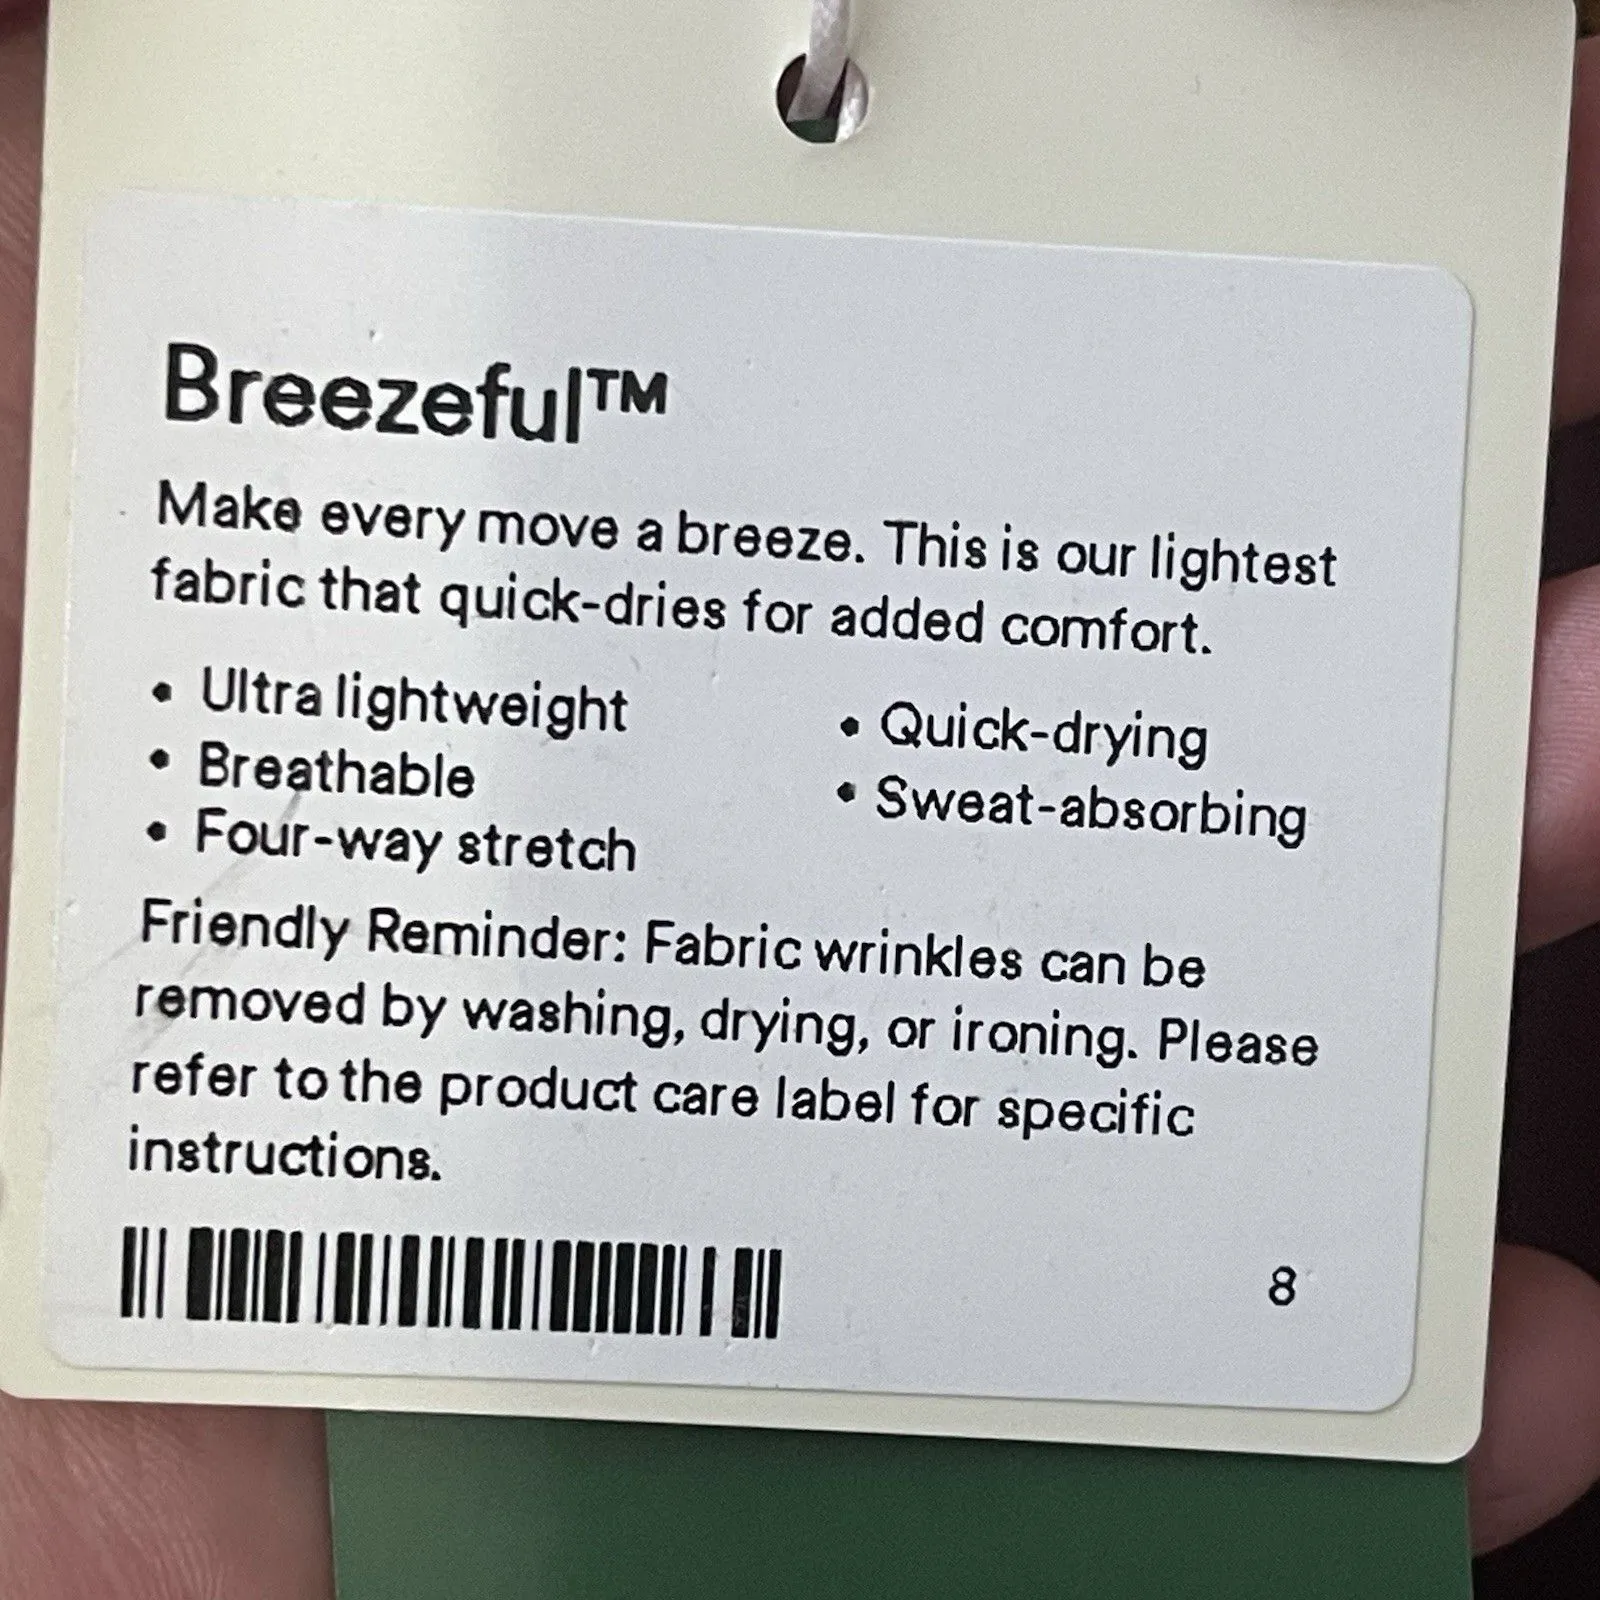 Breezeful™
Make every move a breeze. This is our lightest
fabric that quick-dries for added comfort.
• Ultra lightweight
• Breathable
• Four-way stretch
• Quick-drying
• Sweat-absorbing
Friendly Reminder: Fabric wrinkles can be
removed by washing, drying, or ironing. Please
refer to the product care label for specific
instructions.
8